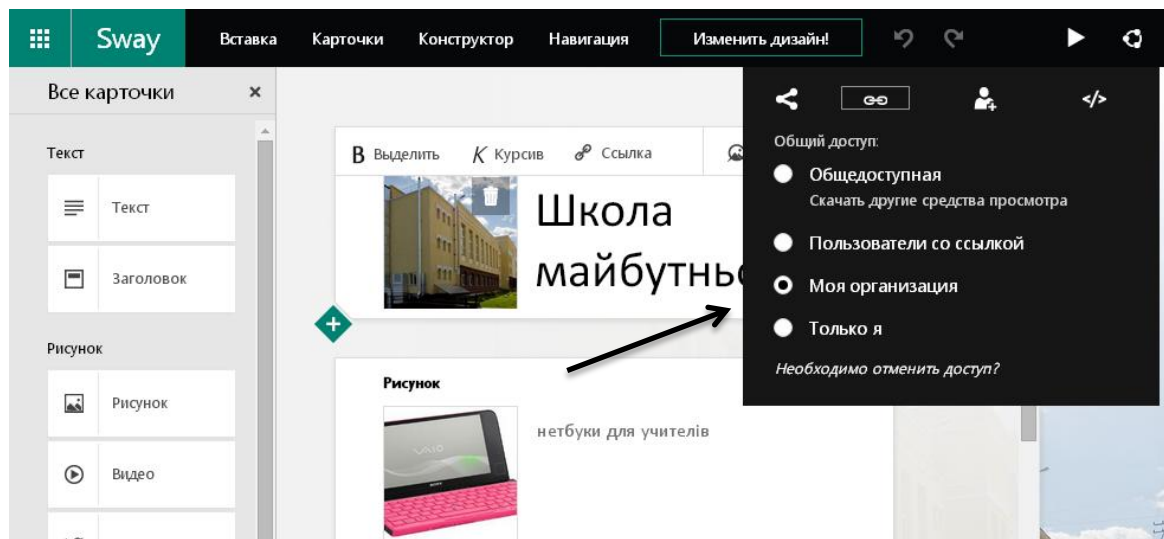 Sway
Вставка
Карточки
Конструктор
Навигация
Изменить дизайн!
Все карточки
Текст
Текст
Заголовок
Рисунок
Рисунок
Видео
B Выделить
К Курсив
Ссылка
Школа
майбутньо
Рисунок
VAIO
SONY
нетбуки для учителів
</>
Общий доступ:
Общедоступная
Скачать другие средства просмотра
Пользователи со ссылкой
Моя организация
Только я
Необходимо отменить доступ?